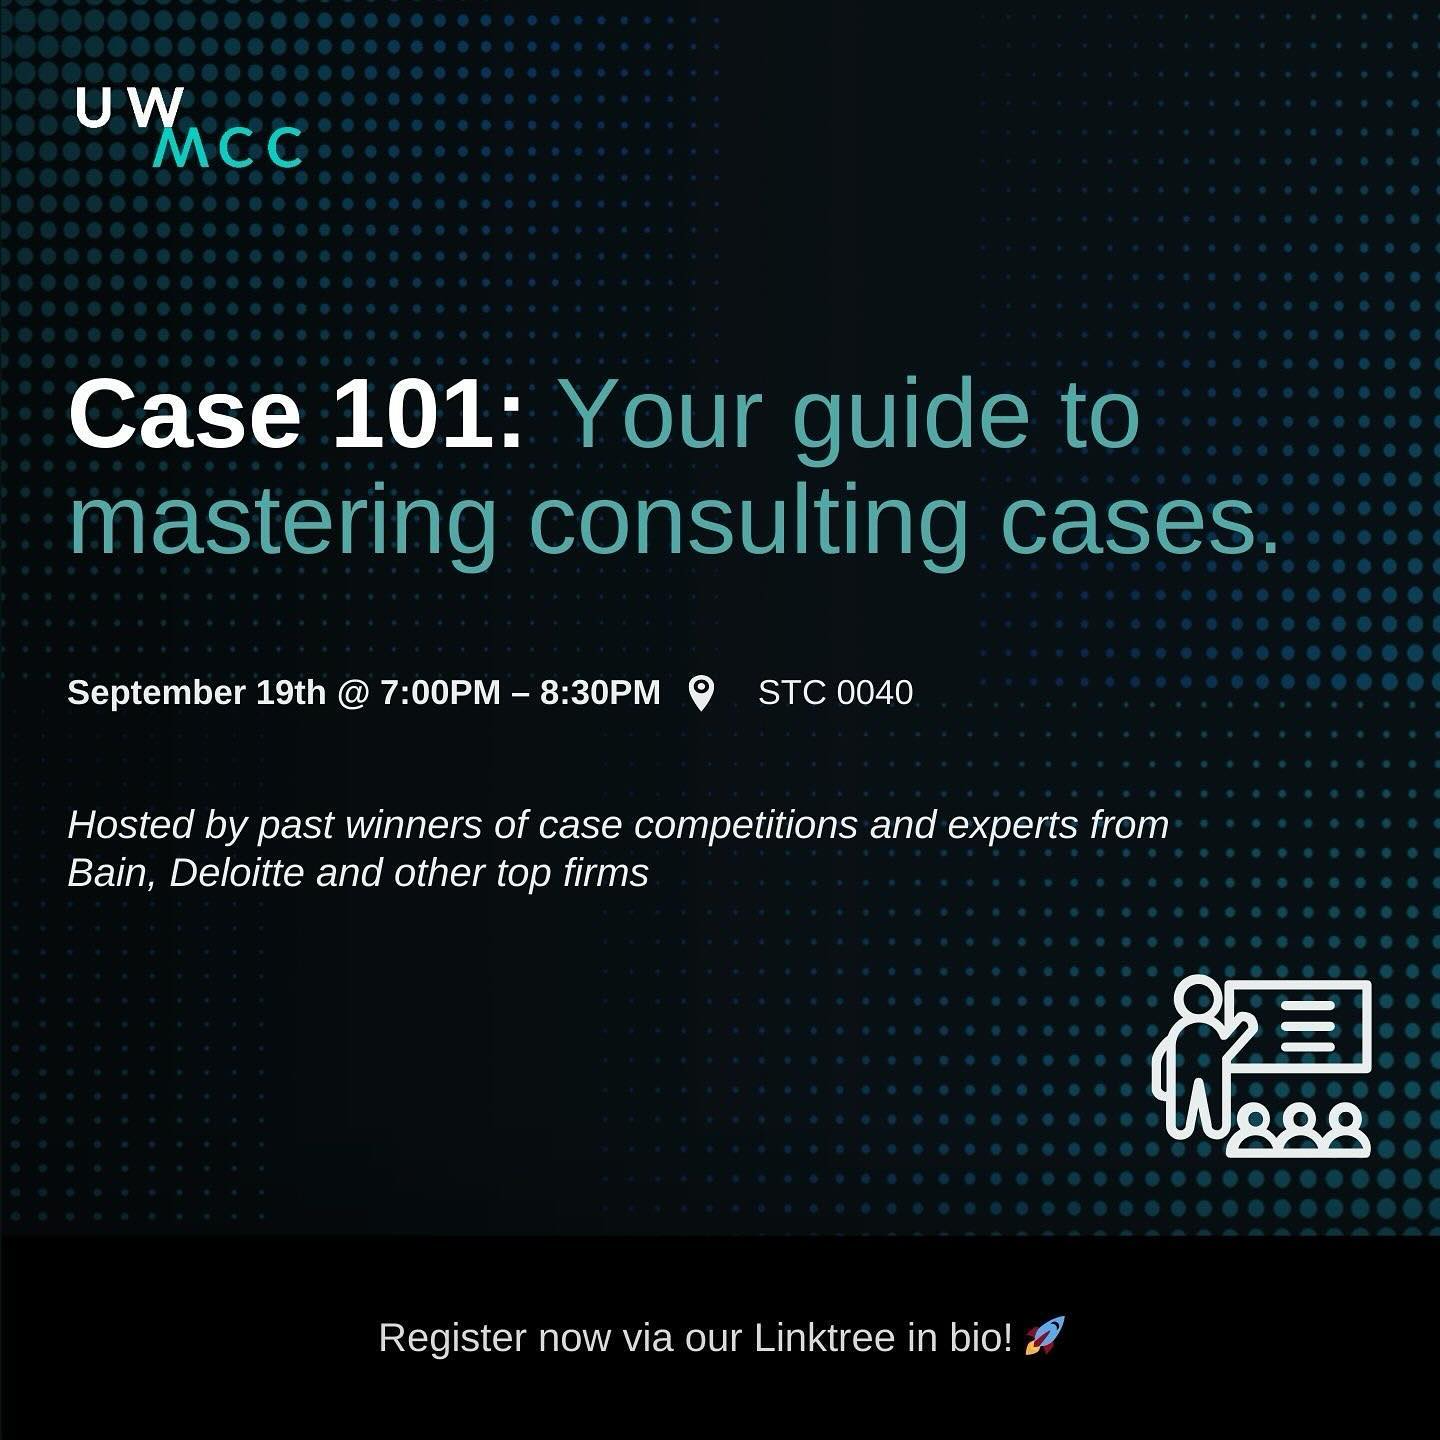 UW
MCC
Case 101: Your guide to
mastering consulting cases.
September 19th @ 7:00PM – 8:30PM STC 0040
Hosted by past winners of case competitions and experts from
Bain, Deloitte and other top firms
Register now via our Linktree in bio! 🚀